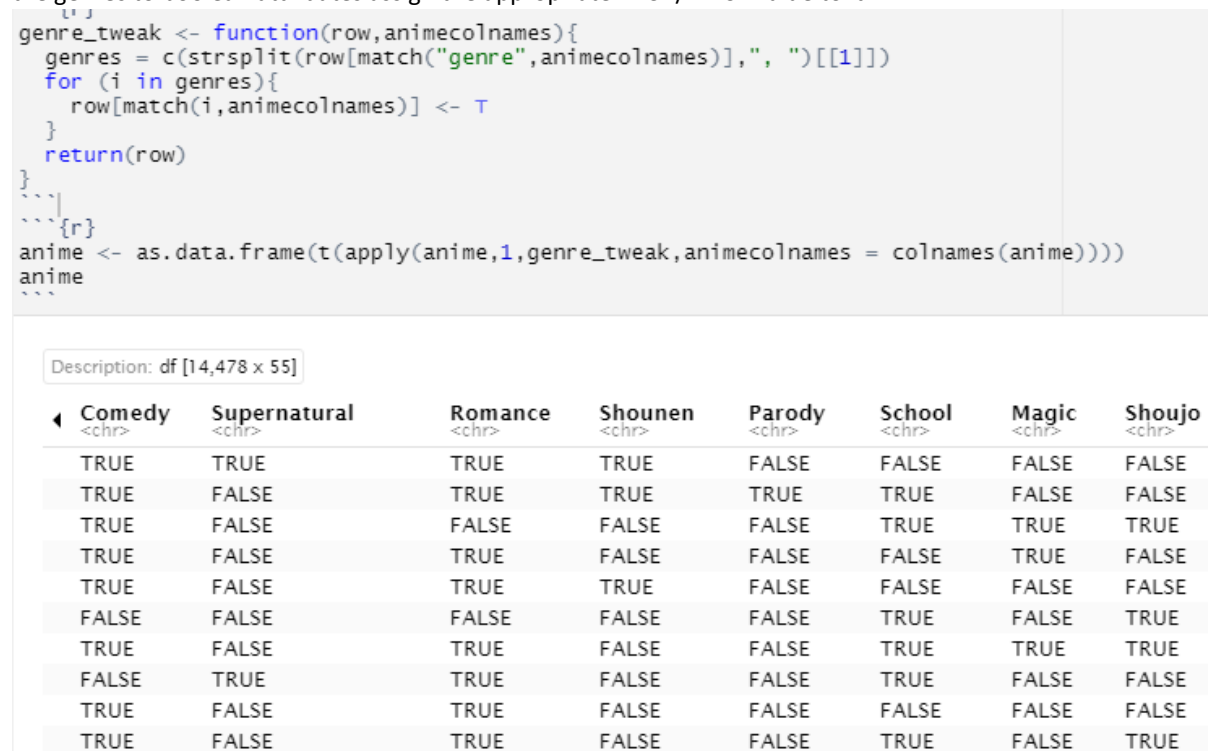 genre_tweak <- function(row,animecolnames){
  genres = c(strsplit(row[match("genre",animecolnames)],", ")[[1]])
  for (i in genres){
    row[match(i,animecolnames)] <- T
  }
  return(row)
}
```
```{r}
anime <- as.data.frame(t(apply(anime,1,genre_tweak,animecolnames = colnames(anime))))
anime
```
Description: df [14,478 x 55]
Comedy Supernatural Romance Shounen Parody School Magic Shoujo
<chr> <chr> <chr> <chr> <chr> <chr> <chr> <chr>
TRUE TRUE TRUE TRUE FALSE FALSE FALSE FALSE
TRUE FALSE TRUE TRUE TRUE TRUE FALSE FALSE
TRUE FALSE FALSE FALSE FALSE TRUE TRUE TRUE
TRUE FALSE TRUE FALSE FALSE FALSE TRUE FALSE
TRUE FALSE TRUE TRUE FALSE FALSE FALSE FALSE
FALSE FALSE FALSE FALSE FALSE TRUE FALSE TRUE
TRUE FALSE TRUE FALSE FALSE TRUE TRUE TRUE
FALSE TRUE TRUE FALSE FALSE TRUE FALSE FALSE
TRUE FALSE TRUE FALSE FALSE FALSE FALSE FALSE
TRUE FALSE TRUE FALSE FALSE TRUE FALSE TRUE